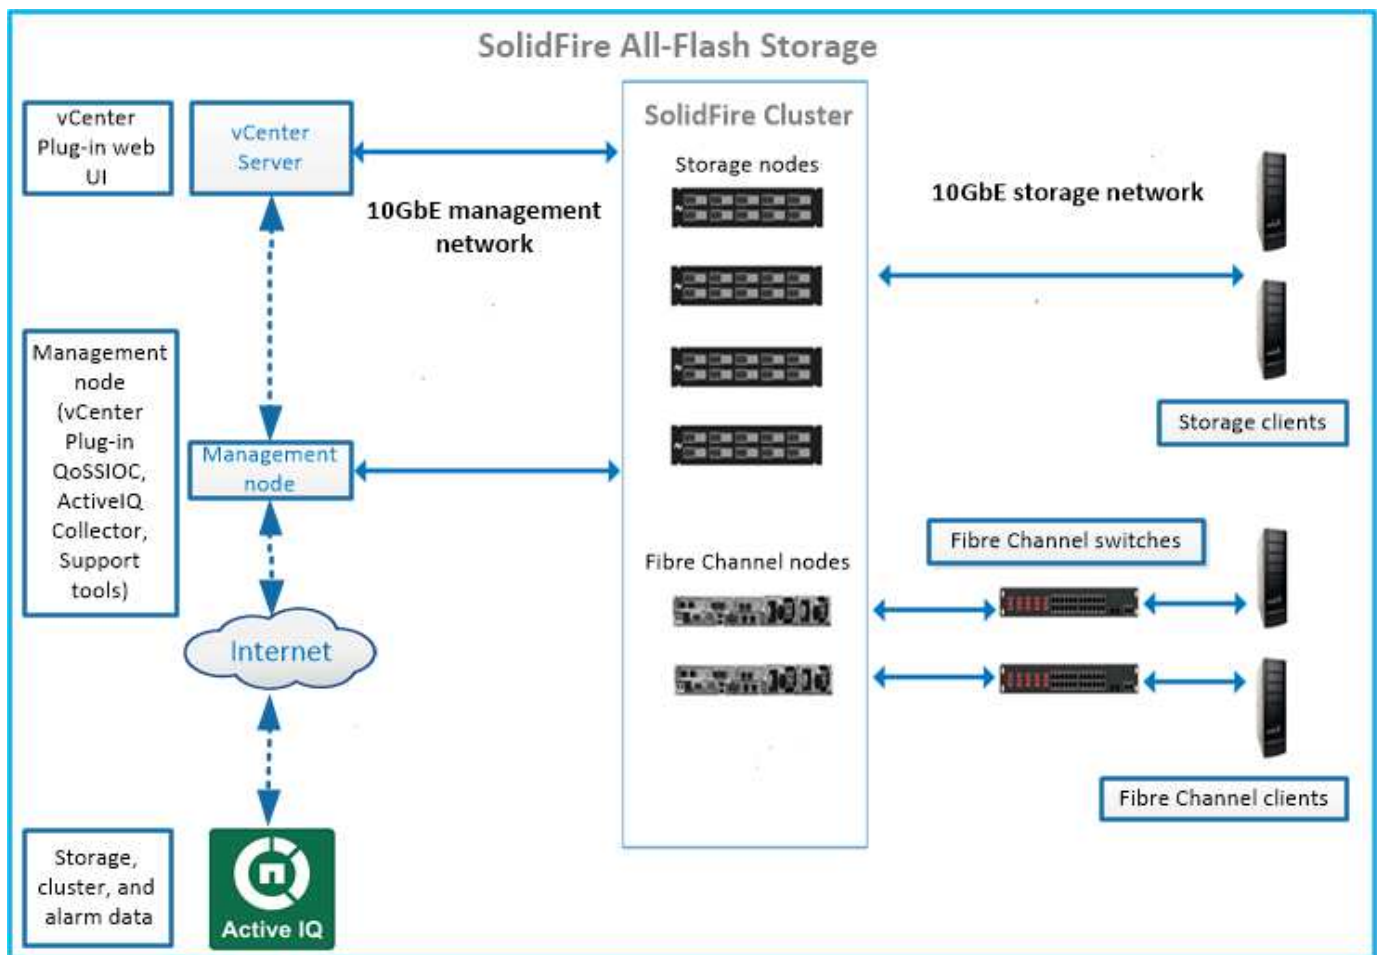 SolidFire All-Flash Storage
SolidFire Cluster
vCenter
Plug-in web
UI
vCenter
Server
Storage nodes
10GbE management
network
10GbE storage network
Management
node
(vCenter
Plug-in
QoSSIOC,
ActiveIQ
Collector,
Support
tools)
Management
node
Storage clients
Fibre Channel switches
Fibre Channel nodes
Internet
Fibre Channel clients
Storage,
cluster, and
alarm data
Active IQ